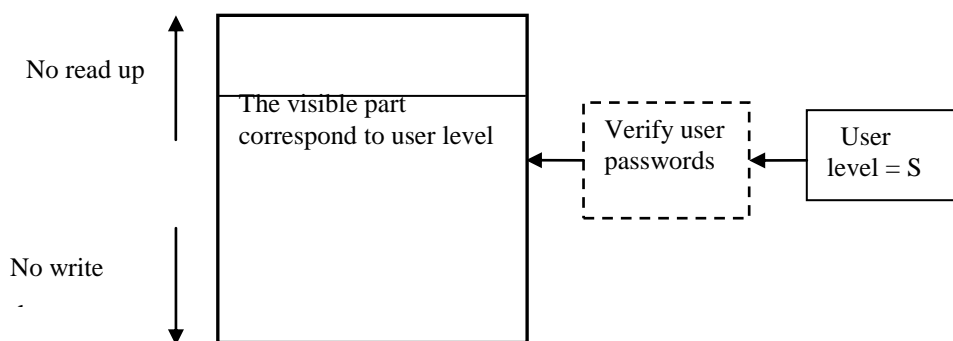 No read up
The visible part
correspond to user level
Verify user
passwords
User
level = S
No write